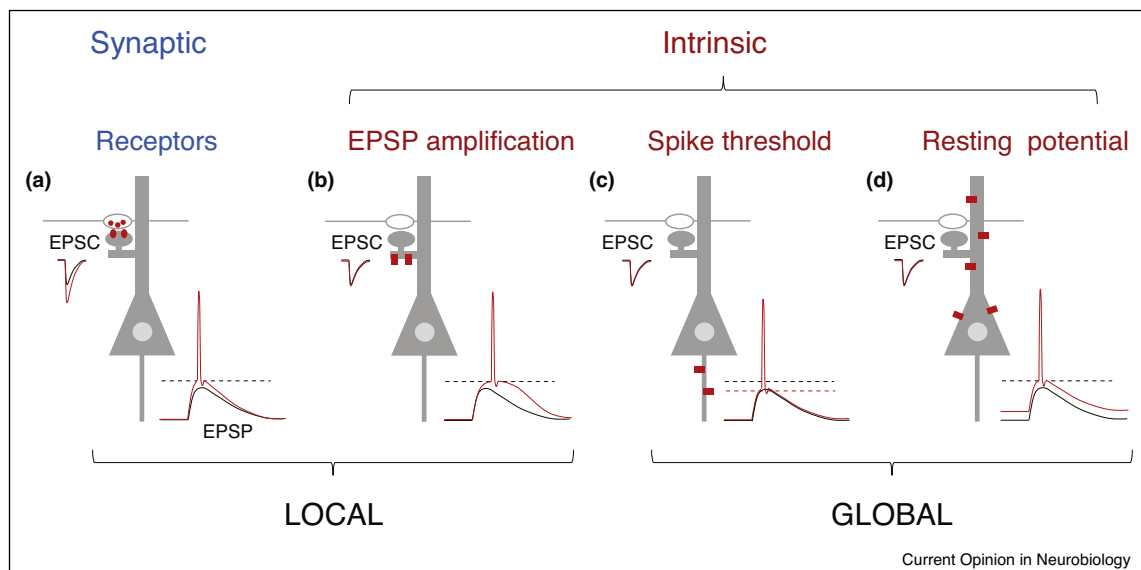 Synaptic Intrinsic
Receptors EPSP amplification Spike threshold Resting potential
(a) (b) (c) (d)
EPSC EPSC EPSC EPSC
EPSP
LOCAL GLOBAL
Current Opinion in Neurobiology